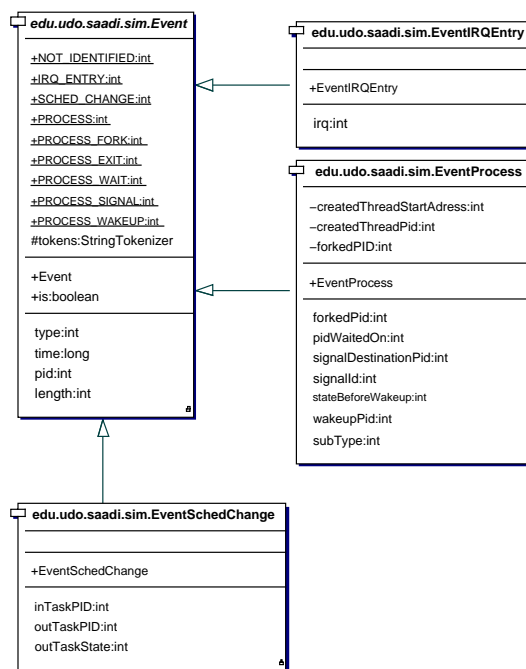 edu.udo.saadi.sim.Event
+NOT_IDENTIFIED:int
+IRQ_ENTRY:int
+SCHED_CHANGE:int
+PROCESS:int
+PROCESS_FORK:int
+PROCESS_EXIT:int
+PROCESS_WAIT:int
+PROCESS_SIGNAL:int
+PROCESS_WAKEUP:int
#tokens:StringTokenizer
+Event
+is:boolean
type:int
time:long
pid:int
length:int
edu.udo.saadi.sim.EventIRQEntry
+EventIRQEntry
irq:int
edu.udo.saadi.sim.EventProcess
−createdThreadStartAdress:int
−createdThreadPid:int
−forkedPID:int
+EventProcess
forkedPid:int
pidWaitedOn:int
signalDestinationPid:int
signalId:int
stateBeforeWakeup:int
wakeupPid:int
subType:int
edu.udo.saadi.sim.EventSchedChange
+EventSchedChange
inTaskPID:int
outTaskPID:int
outTaskState:int